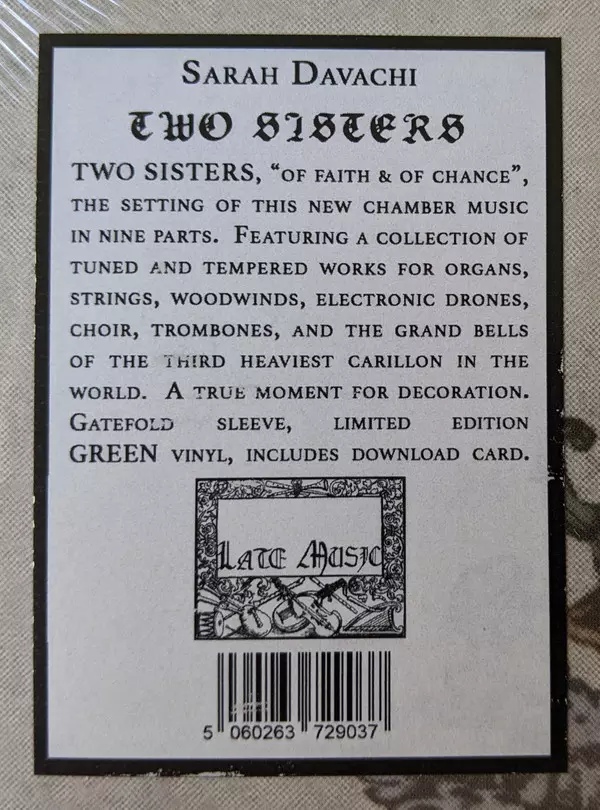 SARAH DAVACHI
TWO SISTERS
TWO SISTERS, “OF FAITH & OF CHANCE”,
THE SETTING OF THIS NEW CHAMBER MUSIC
IN NINE PARTS. FEATURING A COLLECTION OF
TUNED AND TEMPERED WORKS FOR ORGANS,
STRINGS, WOODWINDS, ELECTRONIC DRONES,
CHOIR, TROMBONES, AND THE GRAND BELLS
OF THE THIRD HEAVIEST CARILLON IN THE
WORLD. A TRUE MOMENT FOR DECORATION.
GATEFOLD SLEEVE, LIMITED EDITION
GREEN VINYL, INCLUDES DOWNLOAD CARD.
LATE MUSIC
5 060263 729037